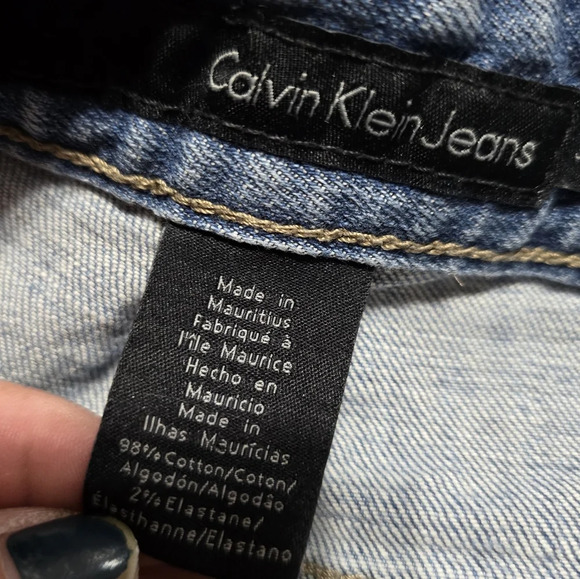 Calvin Klein Jeans
Made in
Mauritius
Fabriqué à
l'île Maurice
Hecho en
Mauricio
Made in
Ilhas Maurícias
98% Cotton/Coton/
Algodón/Algodâo
2% Elastane/
Élasthanne/Elastano